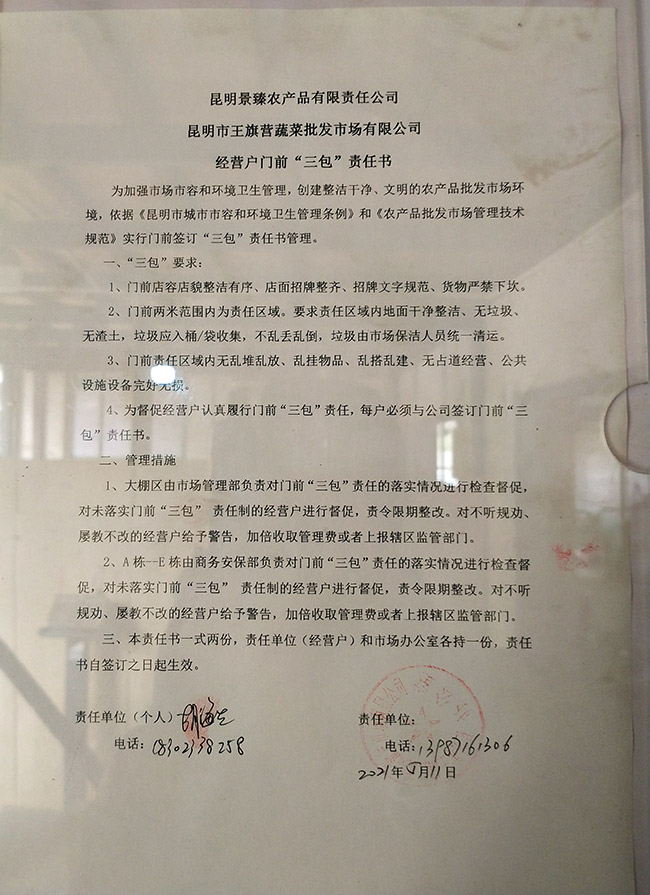 昆明景臻农产品有限责任公司
昆明市王旗营蔬菜批发市场有限公司
经营户门前“三包”责任书
为加强市场市容和环境卫生管理，创建整洁干净、文明的农产品批发市场环
境，依据《昆明市城市市容和环境卫生管理条例》和《农产品批发市场管理技术
规范》实行门前签订“三包”责任书管理。
一、“三包”要求：
1、门前店容店貌整洁有序、店面招牌整齐、招牌文字规范、货物严禁下坎。
2、门前两米范围内为责任区域。要求责任区域内地面干净整洁、无垃圾、
无渣土，垃圾应入桶/袋收集，不乱丢乱倒，垃圾由市场保洁人员统一清运。
3、门前责任区域内无乱堆乱放、乱挂物品、乱搭乱建、无占道经营、公共
设施设备完好无损。
4、为督促经营户认真履行门前“三包”责任，每户必须与公司签订门前“三
包”责任书。
二、管理措施
1、大棚区由市场管理部负责对门前“三包”责任的落实情况进行检查督促，
对未落实门前“三包” 责任制的经营户进行督促，责令限期整改。对不听规劝、
屡教不改的经营户给予警告，加倍收取管理费或者上报辖区监管部门。
2、A 栋--E 栋由商务安保部负责对门前“三包”责任的落实情况进行检查督
促，对未落实门前“三包” 责任制的经营户进行督促，责令限期整改。对不听
规劝、屡教不改的经营户给予警告，加倍收取管理费或者上报辖区监管部门。
三、本责任书一式两份，责任单位（经营户）和市场办公室各持一份，责任
书自签订之日起生效。
责任单位（个人）
责任单位：
电话：18302338258
电话：13987161306
2021年 月11日